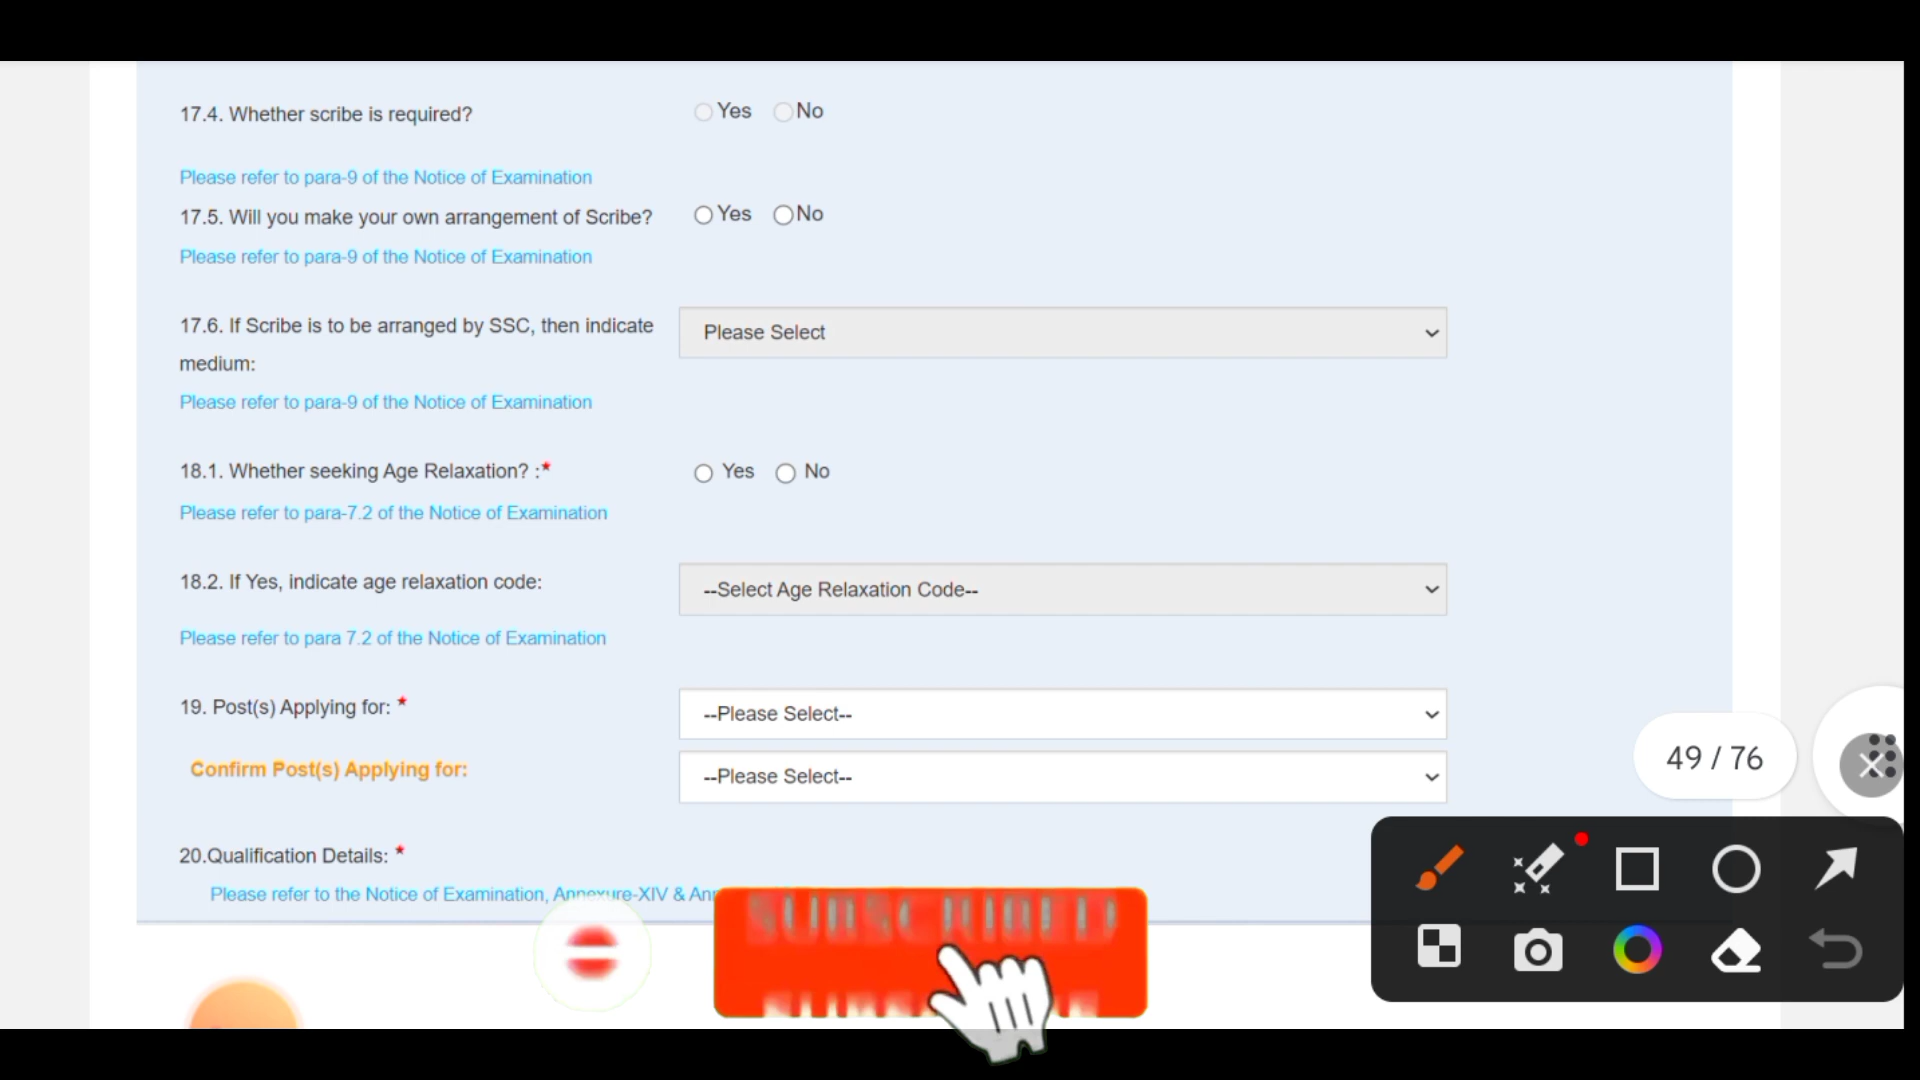 17.4. Whether scribe is required? Yes No
Please refer to para-9 of the Notice of Examination
17.5. Will you make your own arrangement of Scribe? Yes No
Please refer to para-9 of the Notice of Examination
17.6. If Scribe is to be arranged by SSC, then indicate
medium:
Please Select
Please refer to para-9 of the Notice of Examination
18.1. Whether seeking Age Relaxation? :* Yes No
Please refer to para-7.2 of the Notice of Examination
18.2. If Yes, indicate age relaxation code: --Select Age Relaxation Code--
Please refer to para 7.2 of the Notice of Examination
19. Post(s) Applying for: * --Please Select--
Confirm Post(s) Applying for: --Please Select--
49 / 76
20.Qualification Details: *
Please refer to the Notice of Examination, Annexure-XIV &
SUBSCRIBED